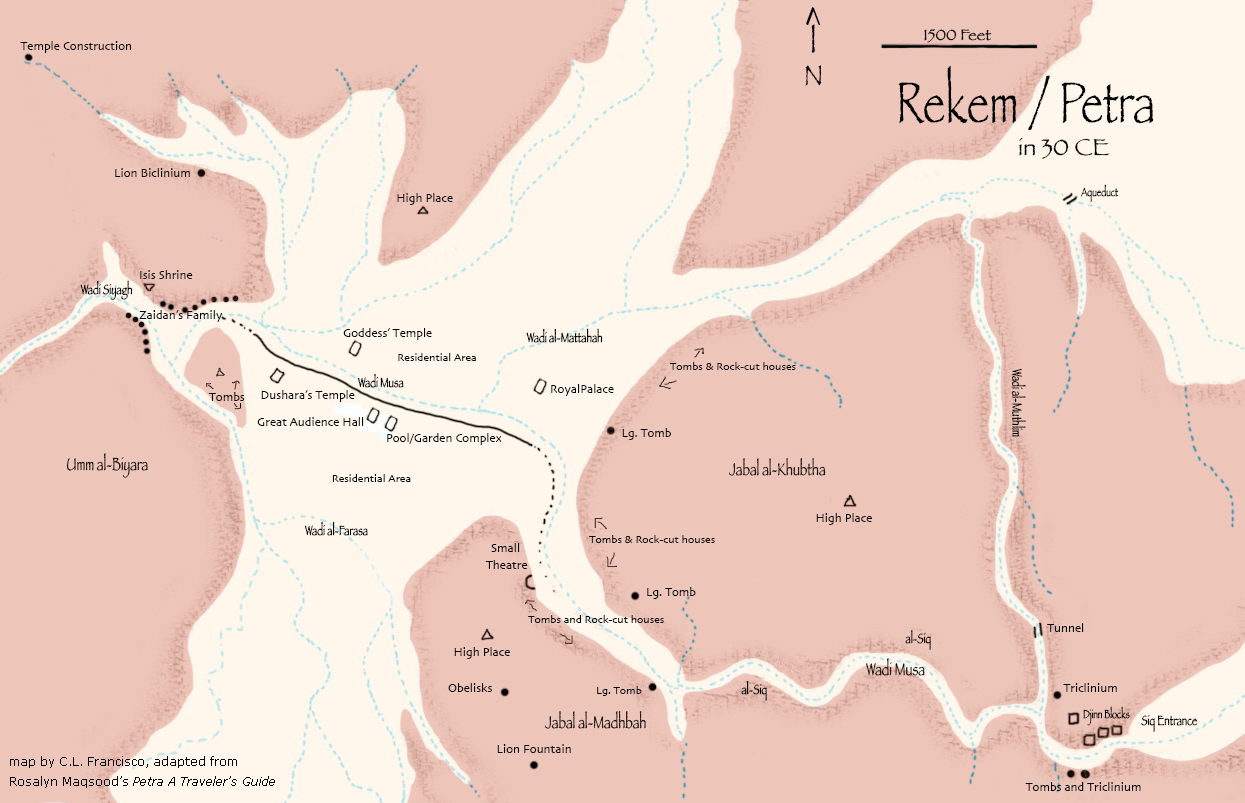 Temple Construction
1500 Feet
N
Rekem / Petra
in 30 CE
Lion Biclinium
High Place
Aqueduct
Isis Shrine
Wadi Siyagh
Zaidan's Family
Goddess' Temple
Residential Area
Wadi al-Mattahah
Tombs & Rock-cut houses
Wadi Musa
RoyalPalace
Tombs
Dushara's Temple
Great Audience Hall
Pool/Garden Complex
Lg. Tomb
Wadi al-Muthlim
Umm al-Biyara
Jabal al-Khubtha
Residential Area
High Place
Wadi al-Farasa
Tombs & Rock-cut houses
Small
Theatre
Lg. Tomb
Tombs and Rock-cut houses
Tunnel
al-Siq
High Place
Wadi Musa
Obelisks
Lg. Tomb
al-Siq
Triclinium
Jabal al-Madhbah
Djinn Blocks
Siq Entrance
Lion Fountain
map by C.L. Francisco, adapted from
Rosalyn Maqsood's Petra A Traveler's Guide
Tombs and Triclinium